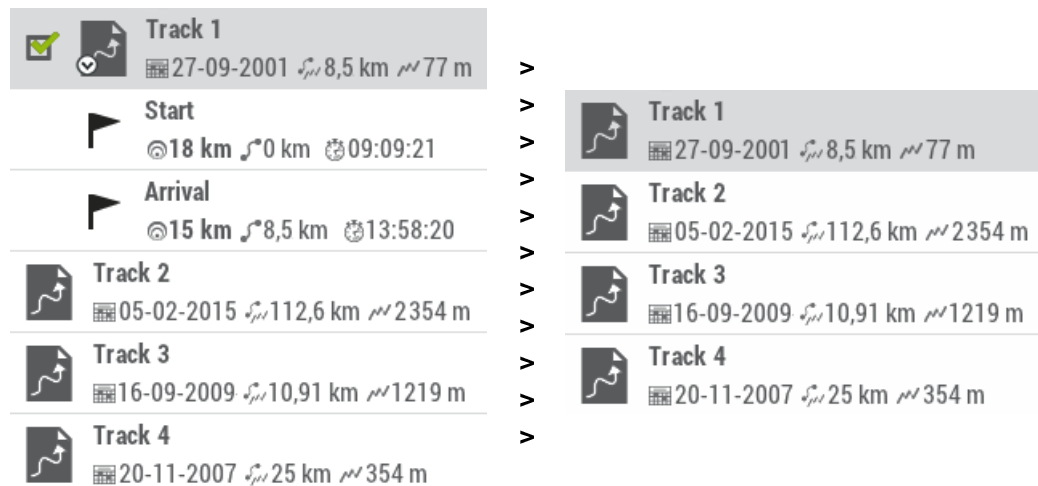 Track 1
27-09-2001 8,5 km 77 m
Start
18 km 0 km 09:09:21
Arrival
15 km 8,5 km 13:58:20
Track 2
05-02-2015 112,6 km 2354 m
Track 3
16-09-2009 10,91 km 1219 m
Track 4
20-11-2007 25 km 354 m
>
>
>
>
>
>
>
>
>
>
>
Track 1
27-09-2001 8,5 km 77 m
Track 2
05-02-2015 112,6 km 2354 m
Track 3
16-09-2009 10,91 km 1219 m
Track 4
20-11-2007 25 km 354 m